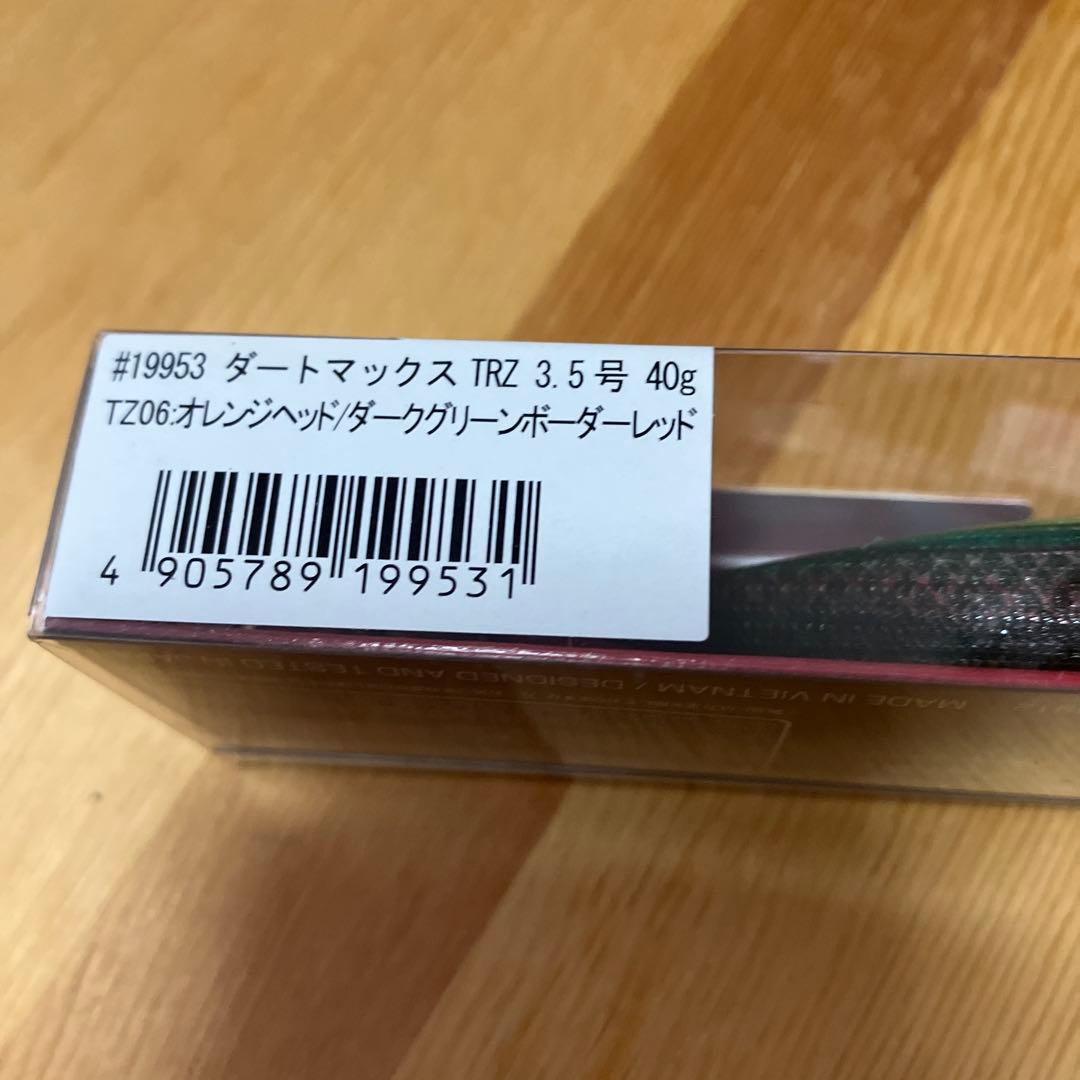 #19953 ダートマックス TRZ 3.5号 40g
TZ06:オレンジヘッド/ダークグリーンボーダーレッド
4 905789 199531
MADE IN VIETNAM / DESIGNED AND TESTED IN